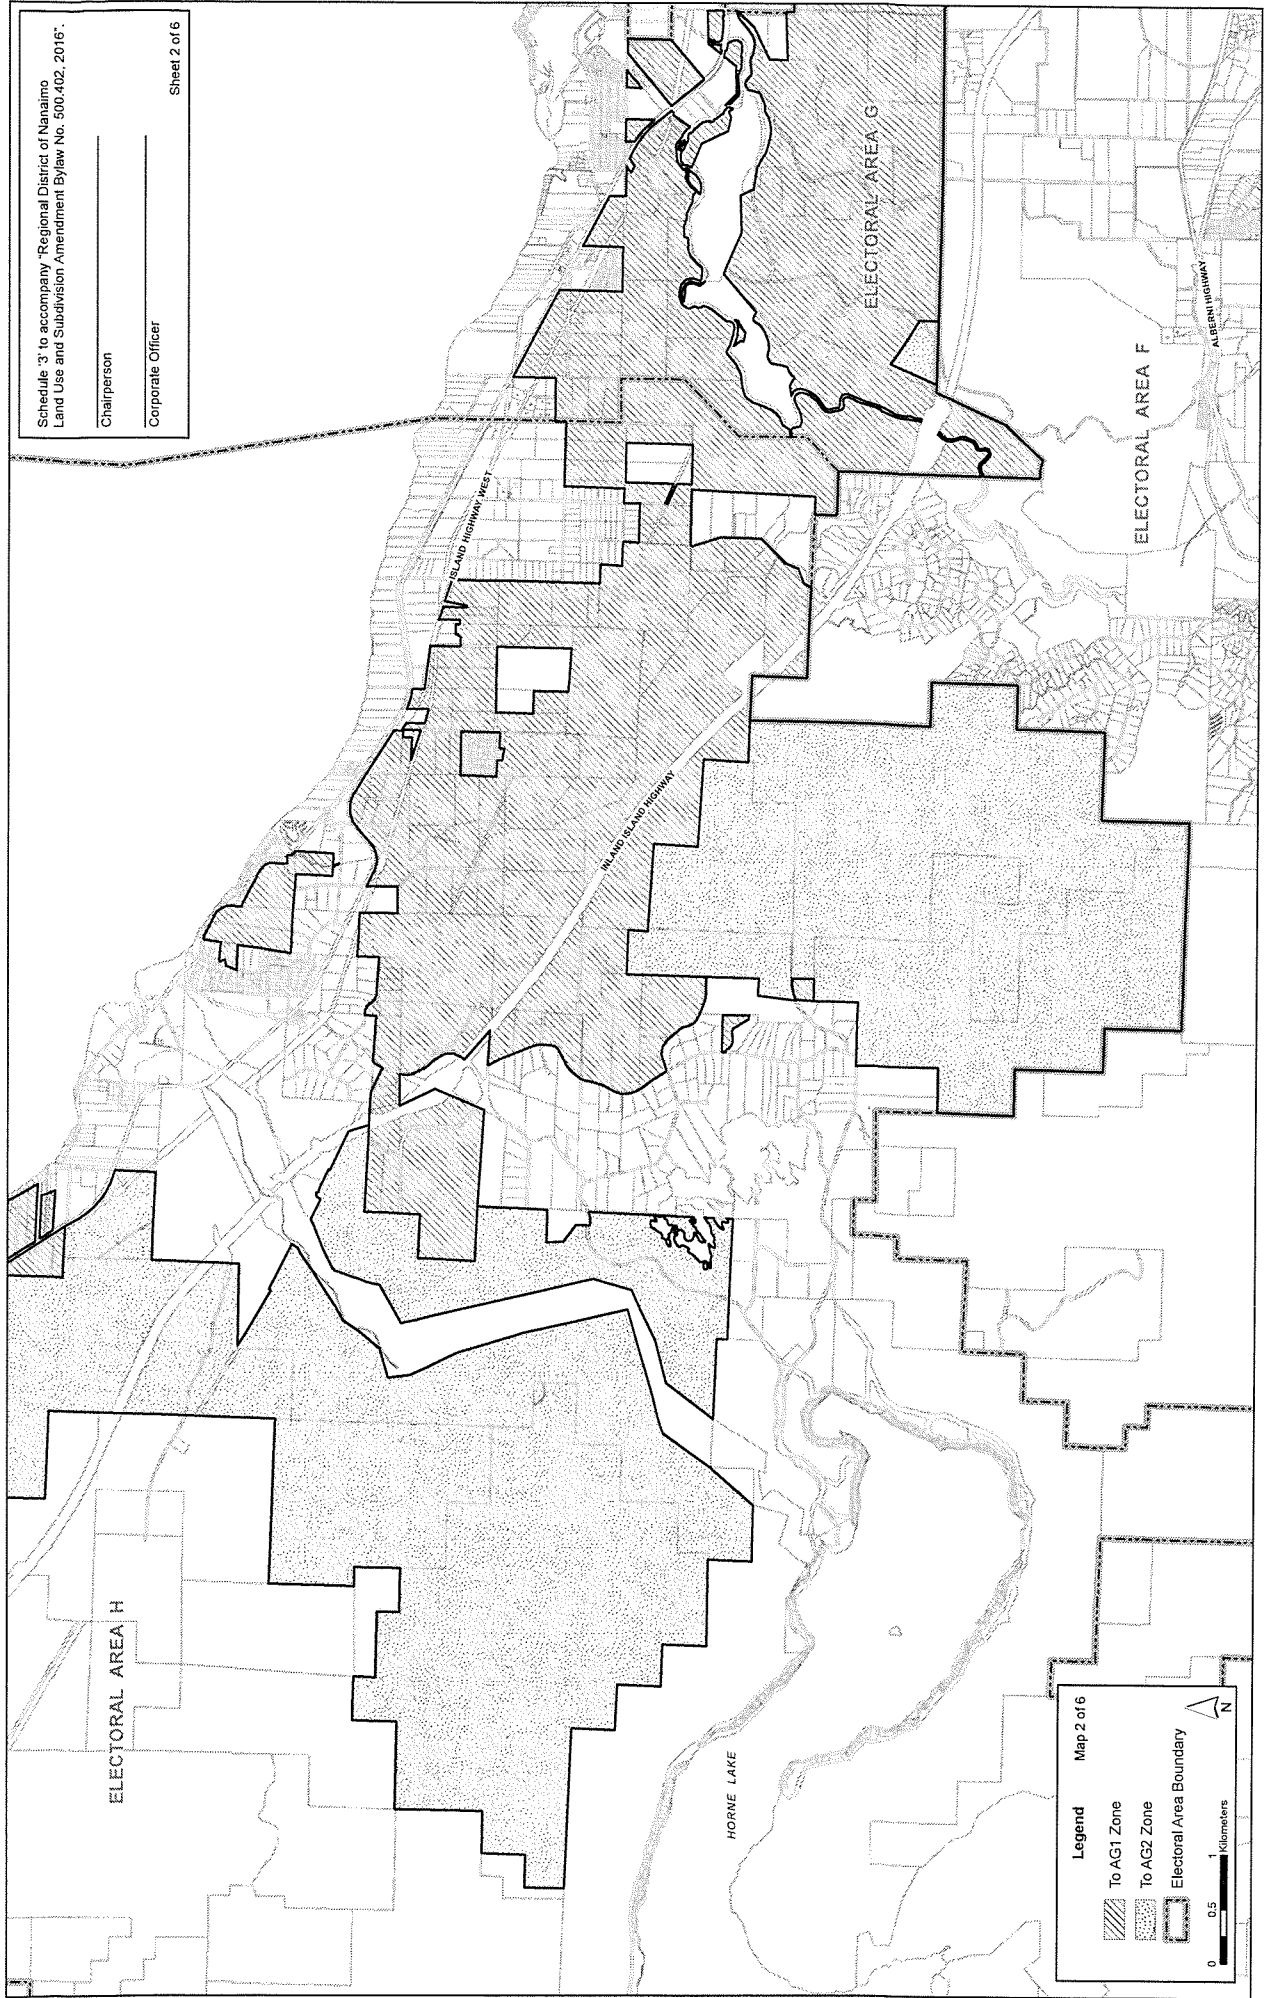 Schedule '3' to accompany "Regional District of Nanaimo
Land Use and Subdivision Amendment Bylaw No. 500.402, 2016".
Chairperson
Corporate Officer
Sheet 2 of 6
ELECTORAL AREA H
ELECTORAL AREA G
ELECTORAL AREA F
ISLAND HIGHWAY WEST
INLAND ISLAND HIGHWAY
ALBERNI HIGHWAY
HORNE LAKE
Legend
Map 2 of 6
To AG1 Zone
To AG2 Zone
Electoral Area Boundary
0 0.5 1
Kilometers
N